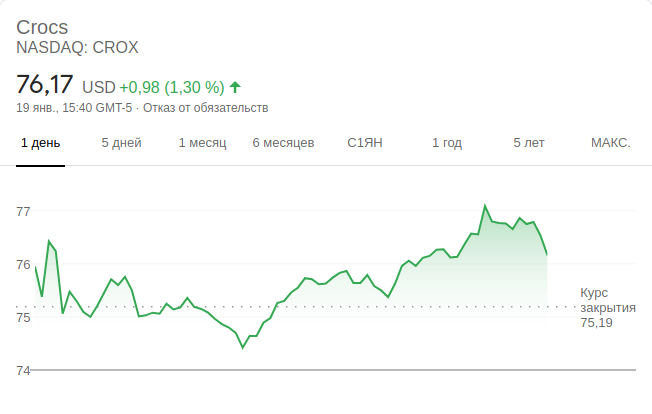 Crocs
NASDAQ: CROX
76,17 USD +0,98 (1,30 %)
19 янв., 15:40 GMT-5 · Отказ от обязательств
1 день 5 дней 1 месяц 6 месяцев С1ЯН 1 год 5 лет МАКС.
77
76
75
74
Курс
закрытия
75,19